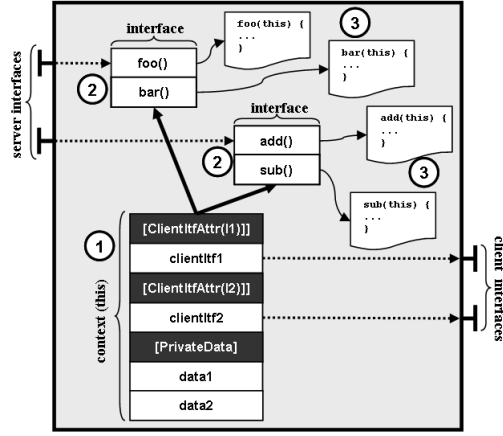 interface
foo(this) {
...
}
3
bar(this) {
...
}
foo()
bar()
2
server interfaces
interface
add()
sub()
2
add(this) {
...
}
3
sub(this) {
...
}
1
[ClientItfAttr(I1)]]
clientItf1
[ClientItfAttr(I2)]]
clientItf2
[PrivateData]
data1
data2
context (this)
client interfaces